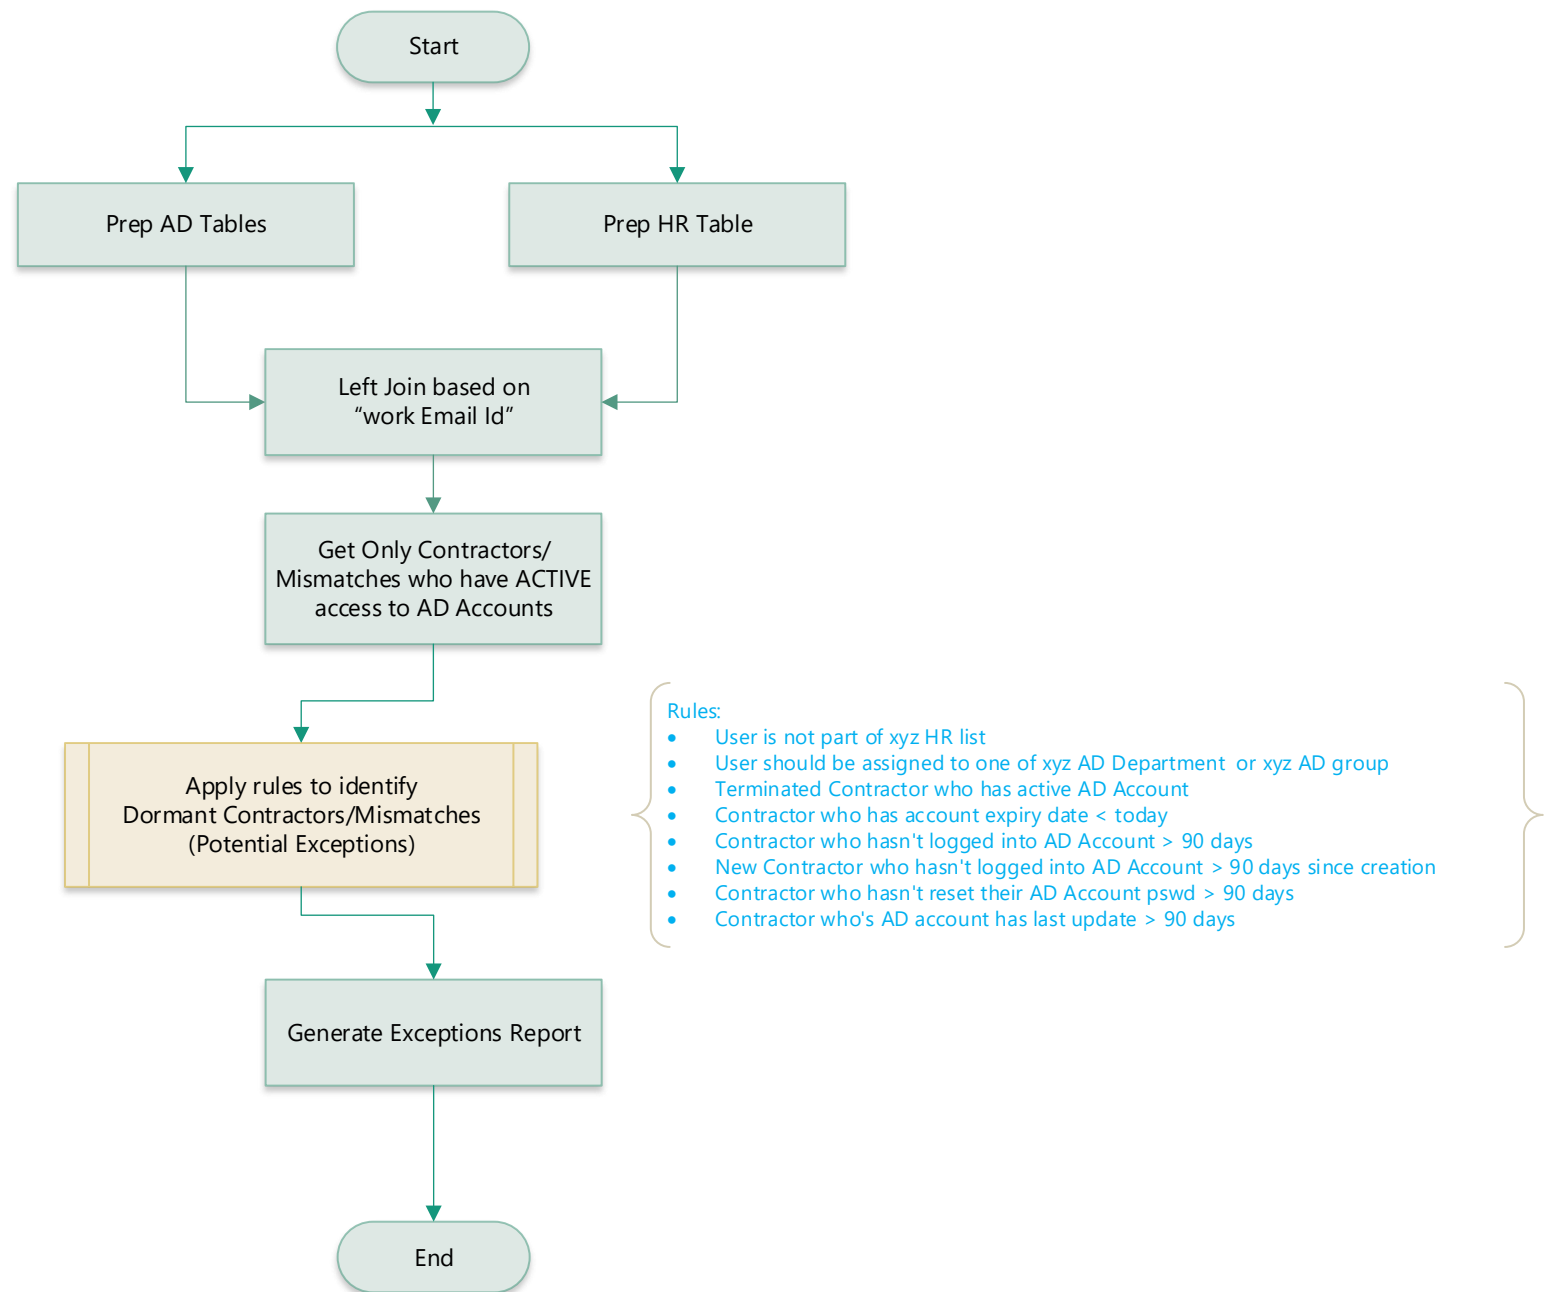 Start
Prep AD Tables
Prep HR Table
Left Join based on
“work Email Id”
Get Only Contractors/
Mismatches who have ACTIVE
access to AD Accounts
Apply rules to identify
Dormant Contractors/Mismatches
(Potential Exceptions)
Rules:
• User is not part of xyz HR list
• User should be assigned to one of xyz AD Department or xyz AD group
• Terminated Contractor who has active AD Account
• Contractor who has account expiry date < today
• Contractor who hasn't logged into AD Account > 90 days
• New Contractor who hasn't logged into AD Account > 90 days since creation
• Contractor who hasn't reset their AD Account pswd > 90 days
• Contractor who's AD account has last update > 90 days
Generate Exceptions Report
End